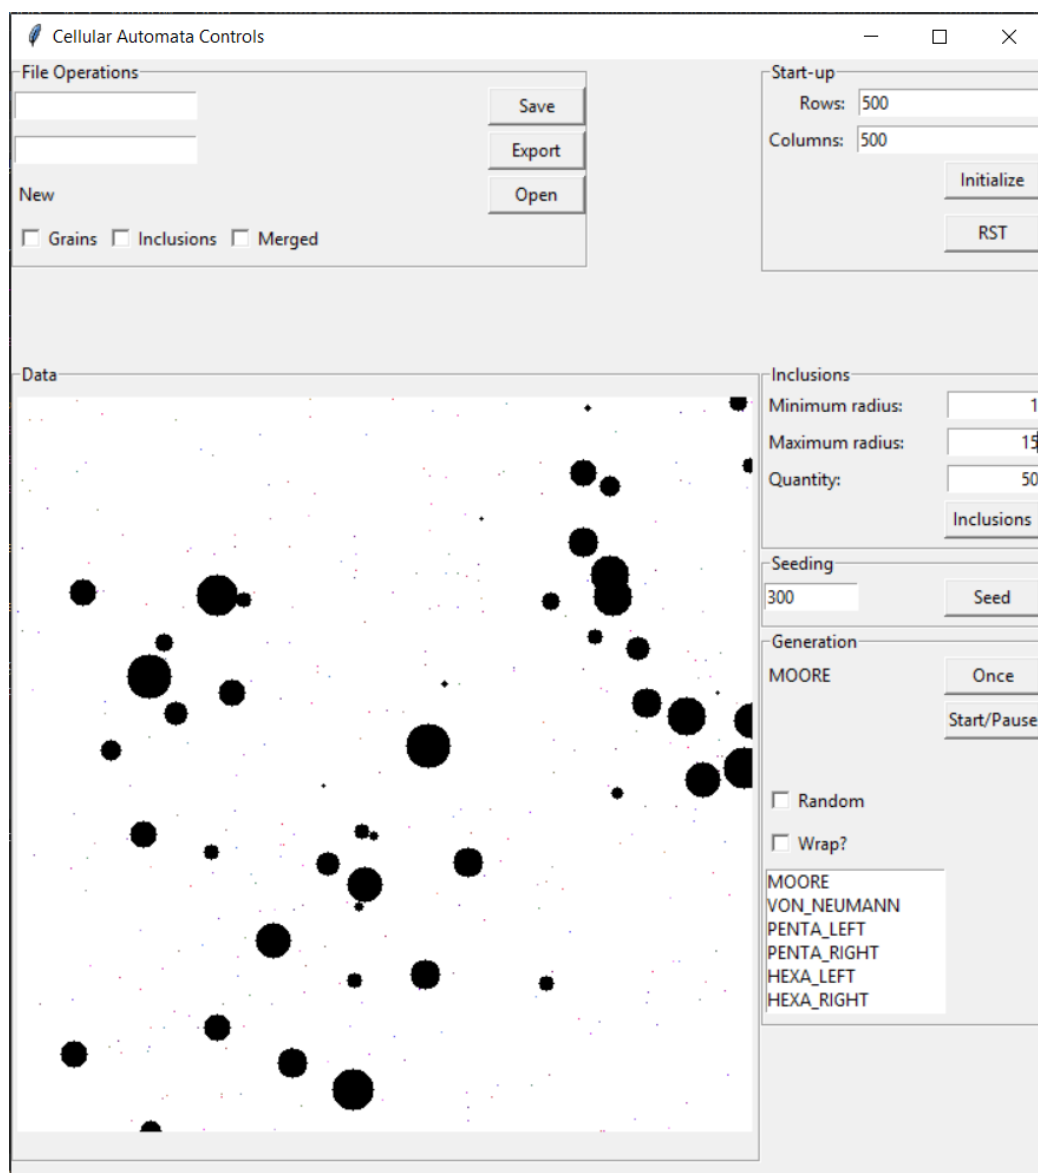 Cellular Automata Controls
File Operations
Save
Export
New
Open
Grains Inclusions Merged
Start-up
Rows: 500
Columns: 500
Initialize
RST
Data
Inclusions
Minimum radius: 1
Maximum radius: 15
Quantity: 50
Inclusions
Seeding
300 Seed
Generation
MOORE Once
Start/Pause
Random
Wrap?
MOORE
VON_NEUMANN
PENTA_LEFT
PENTA_RIGHT
HEXA_LEFT
HEXA_RIGHT